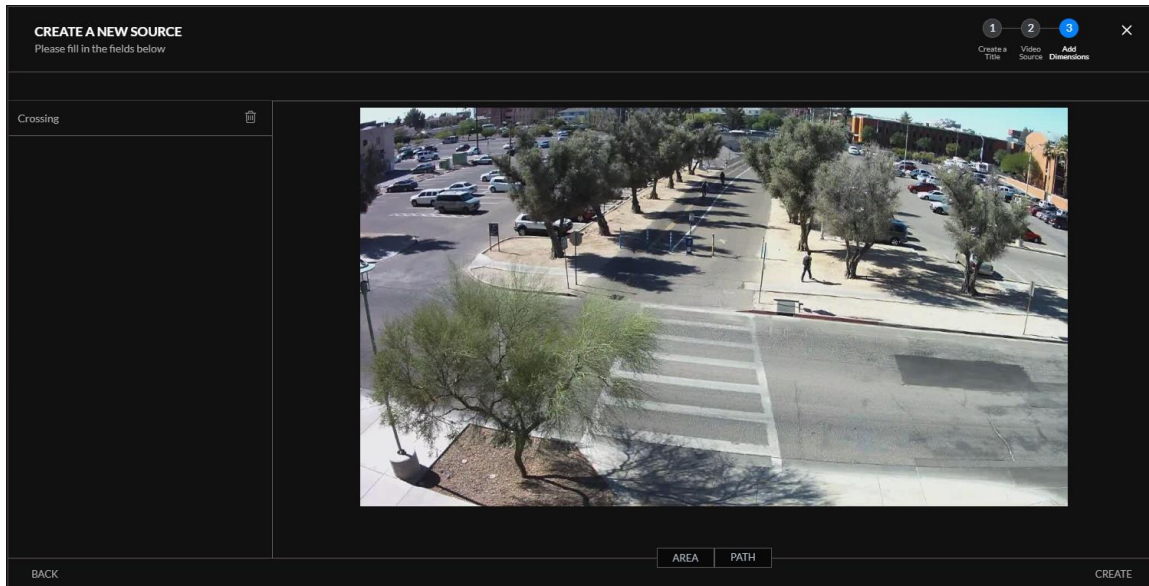 CREATE A NEW SOURCE
Please fill in the fields below
1
2
3
Create a
Title
Video
Source
Add
Dimensions
Crossing
AREA
PATH
BACK
CREATE